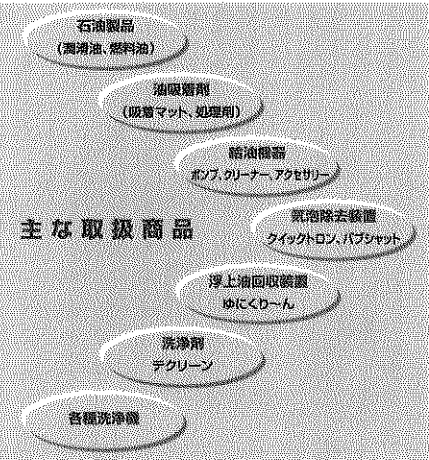 石油製品
(潤滑油、燃料油)
油吸着剤
(吸着マット、処理剤)
給油機器
ポンプ、クリーナー、アクセサリー
気泡除去装置
クイックトロン、バブシャット
主な取扱商品
浮上油回収装置
ゆにくり〜ん
洗浄剤
テクリーン
各種洗浄機